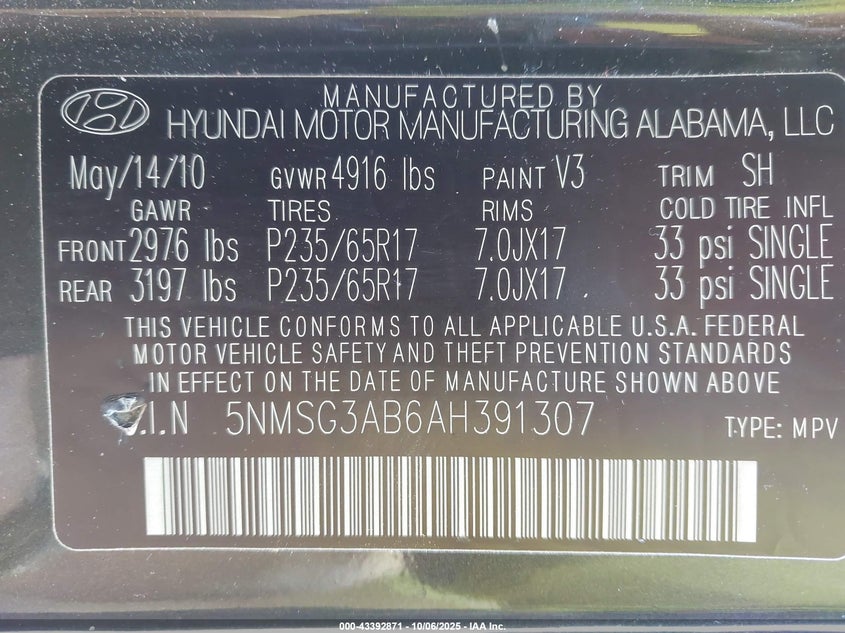 MANUFACTURED BY
HYUNDAI MOTOR MANUFACTURING ALABAMA, LLC
May/14/10 GVWR 4916 lbs PAINT V3 TRIM SH
GAWR TIRES RIMS COLD TIRE INFL
FRONT 2976 lbs P235/65R17 7.0JX17 33 psi SINGLE
REAR 3197 lbs P235/65R17 7.0JX17 33 psi SINGLE
THIS VEHICLE CONFORMS TO ALL APPLICABLE U.S.A. FEDERAL
MOTOR VEHICLE SAFETY AND THEFT PREVENTION STANDARDS
IN EFFECT ON THE DATE OF MANUFACTURE SHOWN ABOVE
.I.N 5NMSG3AB6AH391307 TYPE: MPV
000-43392871 - 10/06/2025 - IAA Inc.